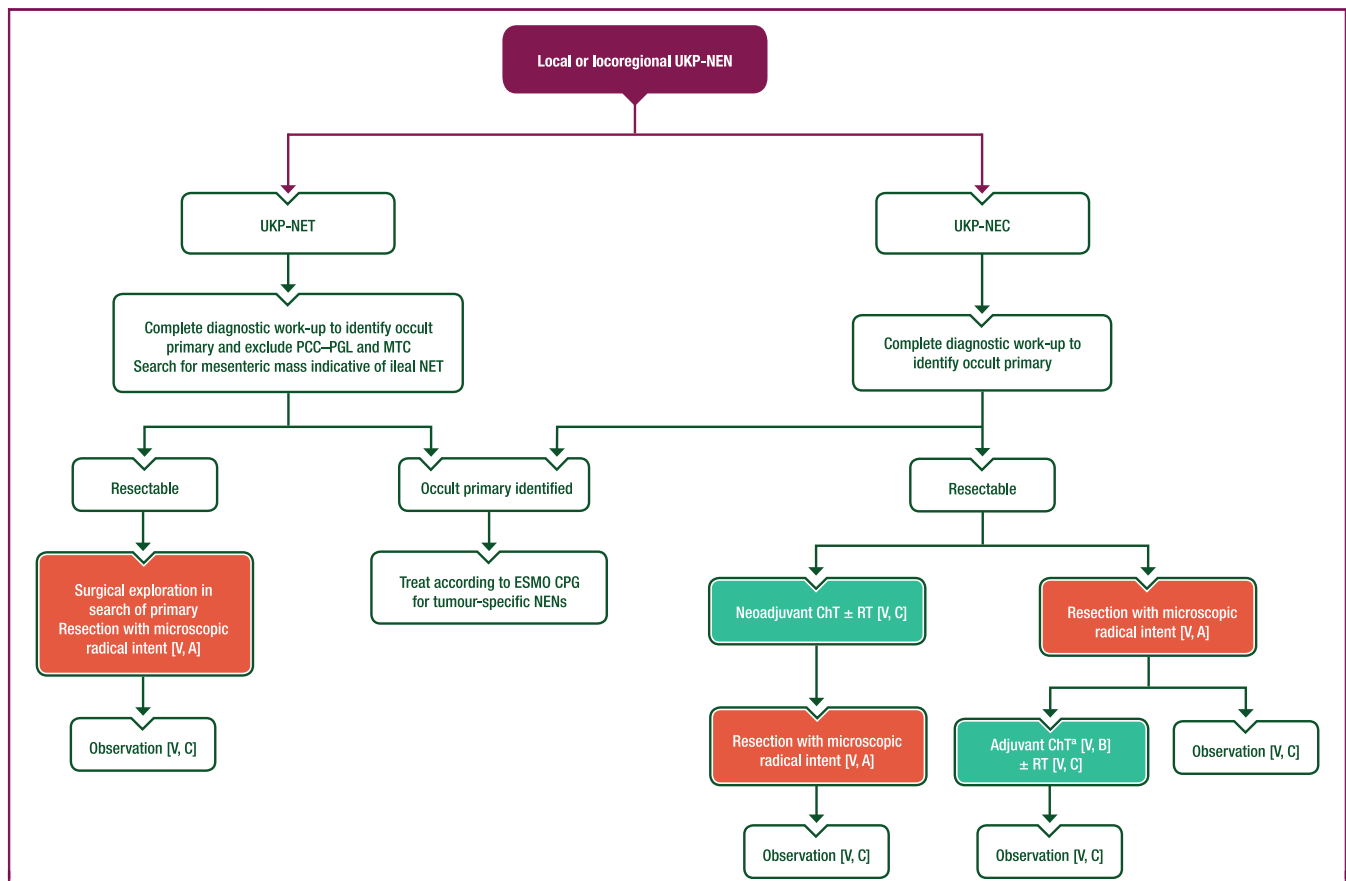 Local or locoregional UKP-NEN
UKP-NET
UKP-NEC
Complete diagnostic work-up to identify occult
primary and exclude PCC–PGL and MTC
Search for mesenteric mass indicative of ileal NET
Complete diagnostic work-up to
identify occult primary
Resectable
Occult primary identified
Resectable
Surgical exploration in
search of primary
Resection with microscopic
radical intent [V, A]
Treat according to ESMO CPG
for tumour-specific NENs
Neoadjuvant ChT ± RT [V, C]
Resection with microscopic
radical intent [V, A]
Observation [V, C]
Resection with microscopic
radical intent [V, A]
Adjuvant ChTᵃ [V, B]
± RT [V, C]
Observation [V, C]
Observation [V, C]
Observation [V, C]